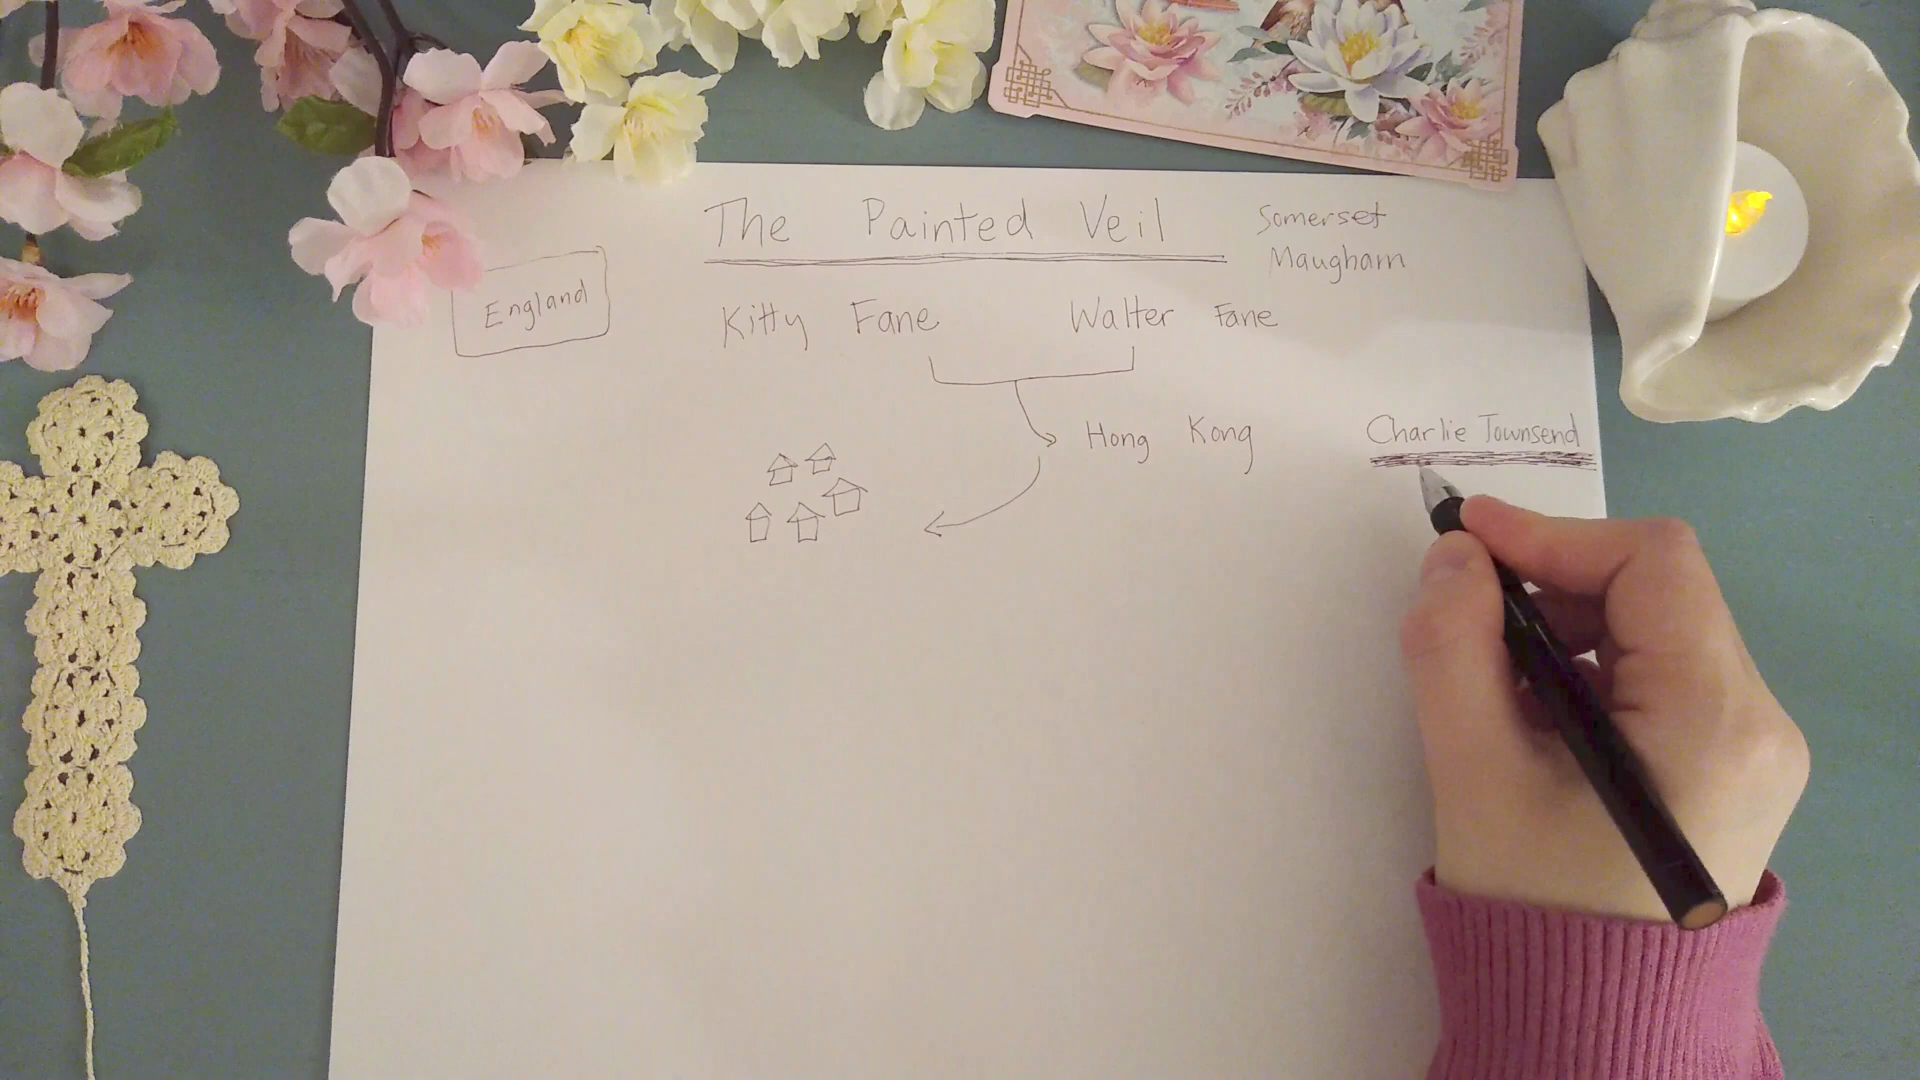 The Painted Veil
Somerset
Maugham
England
Kitty Fane
Walter Fane
Hong Kong
Charlie Townsend